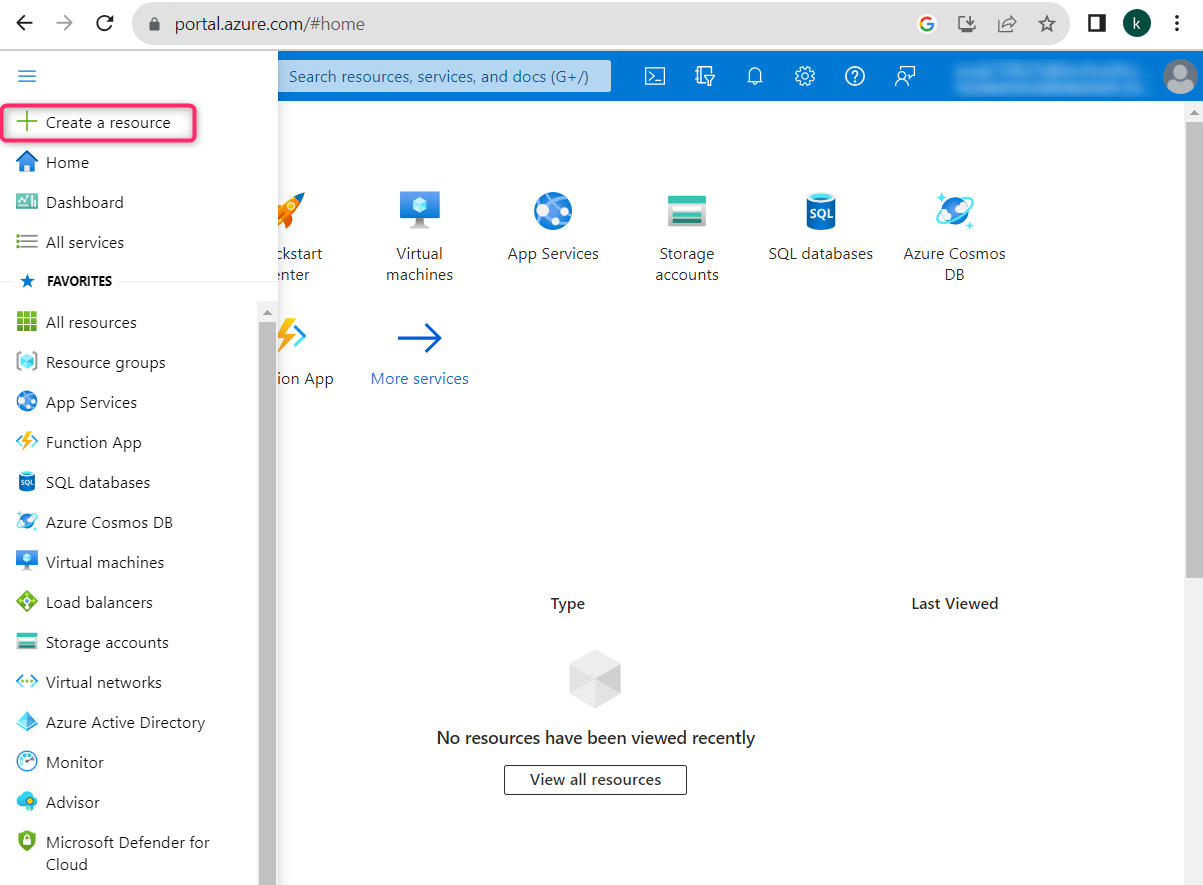 portal.azure.com/#home
k
Search resources, services, and docs (G+/)
Create a resource
Home
Dashboard
All services
FAVORITES
All resources
Resource groups
App Services
Function App
SQL databases
Azure Cosmos DB
Virtual machines
Load balancers
Storage accounts
Virtual networks
Azure Active Directory
Monitor
Advisor
Microsoft Defender for
Cloud
ckstart
enter
Virtual
machines
App Services
Storage
accounts
SQL
SQL databases
Azure Cosmos
DB
ion App
More services
Type
Last Viewed
No resources have been viewed recently
View all resources